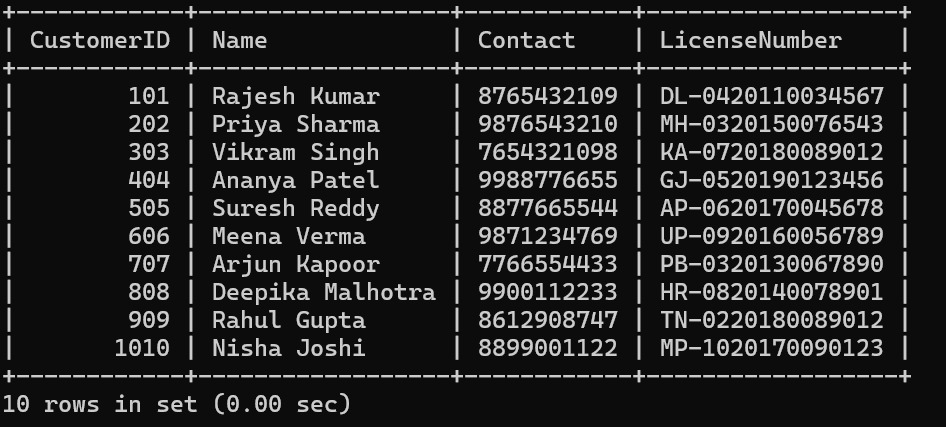 +------------+------------------+------------+-----------------+
| CustomerID | Name             | Contact    | LicenseNumber   |
+------------+------------------+------------+-----------------+
|        101 | Rajesh Kumar     | 8765432109 | DL-0420110034567 |
|        202 | Priya Sharma     | 9876543210 | MH-0320150076543 |
|        303 | Vikram Singh     | 7654321098 | KA-0720180089012 |
|        404 | Ananya Patel     | 9988776655 | GJ-0520190123456 |
|        505 | Suresh Reddy     | 8877665544 | AP-0620170045678 |
|        606 | Meena Verma      | 9871234769 | UP-0920160056789 |
|        707 | Arjun Kapoor     | 7766554433 | PB-0320130067890 |
|        808 | Deepika Malhotra | 9900112233 | HR-0820140078901 |
|        909 | Rahul Gupta      | 8612908747 | TN-0220180089012 |
|       1010 | Nisha Joshi      | 8899001122 | MP-1020170090123 |
+------------+------------------+------------+-----------------+
10 rows in set (0.00 sec)